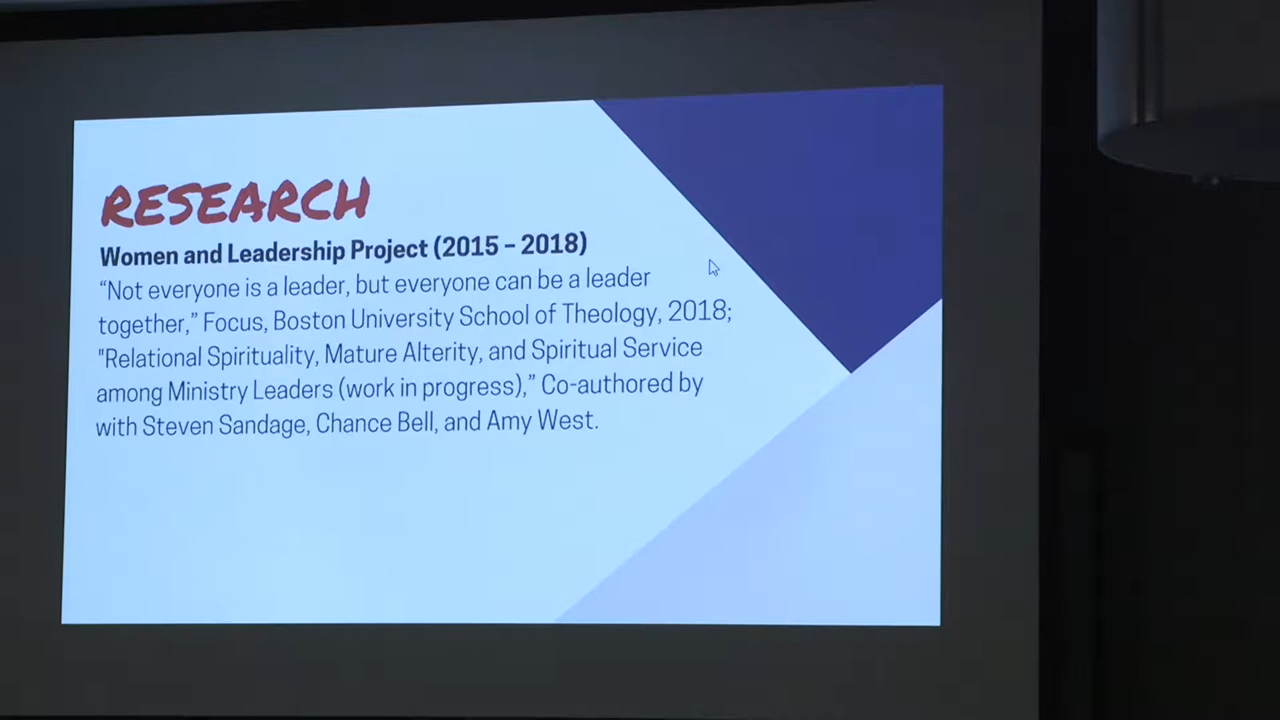 RESEARCH
Women and Leadership Project (2015 – 2018)
“Not everyone is a leader, but everyone can be a leader
together,” Focus, Boston University School of Theology, 2018;
"Relational Spirituality, Mature Alterity, and Spiritual Service
among Ministry Leaders (work in progress),” Co-authored by
with Steven Sandage, Chance Bell, and Amy West.